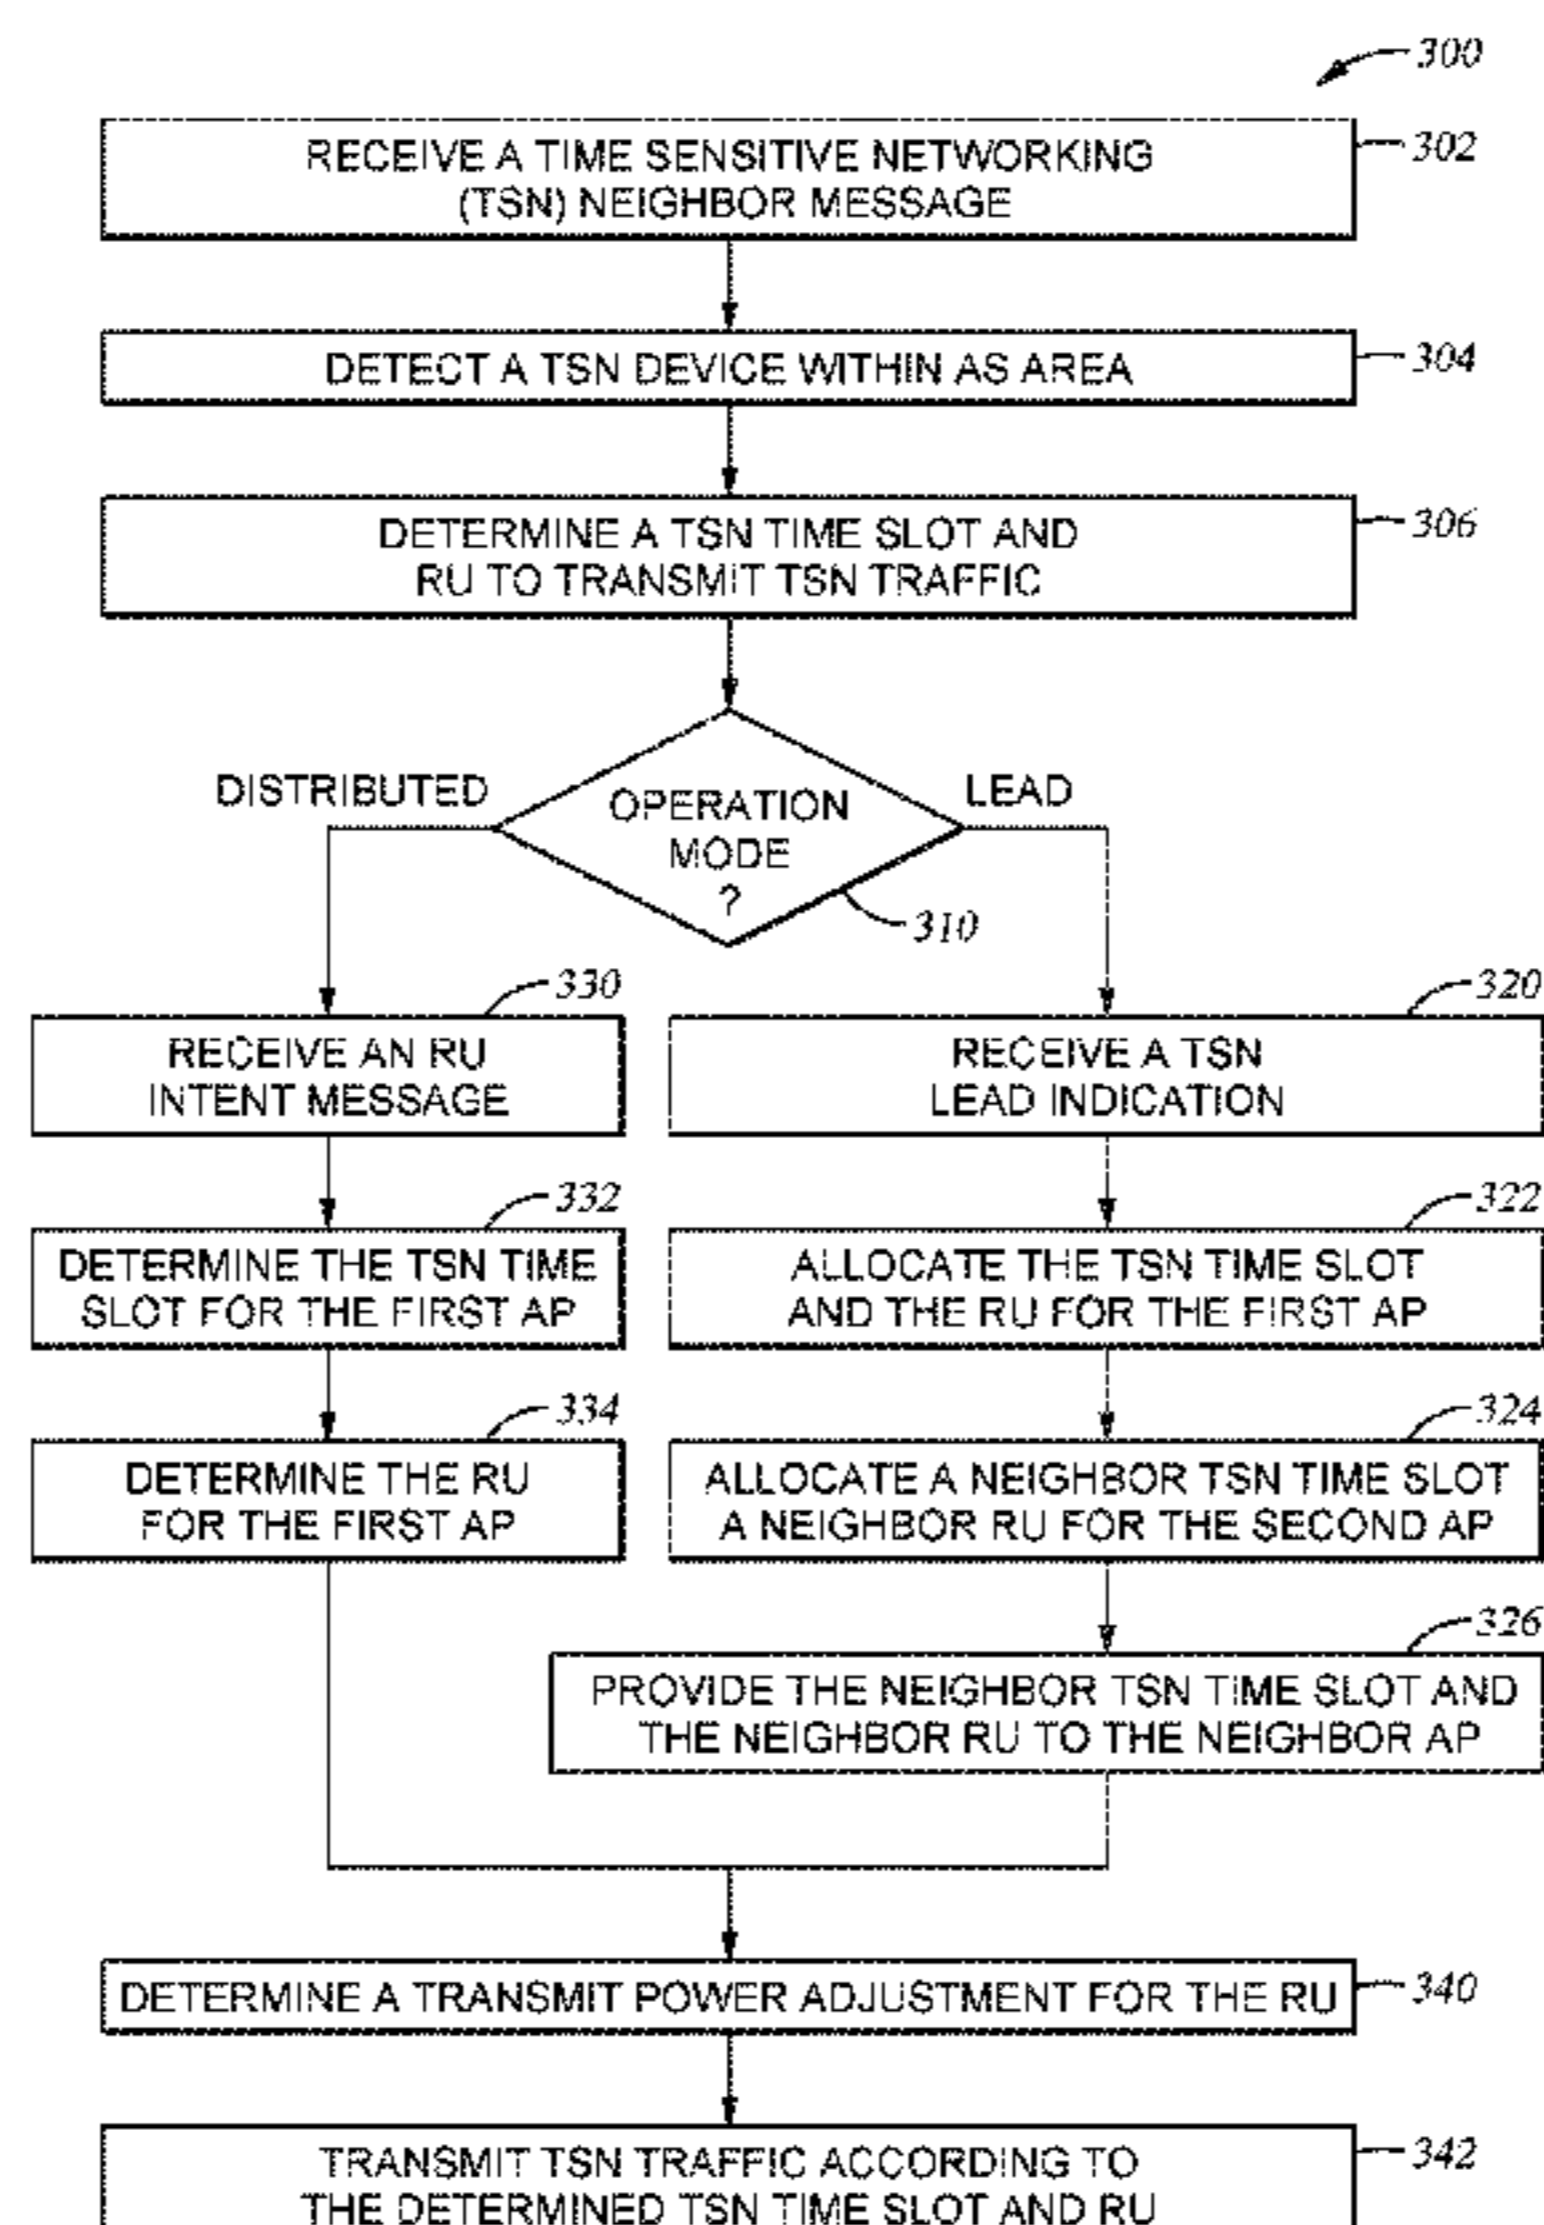 300
RECEIVE A TIME SENSITIVE NETWORKING
(TSN) NEIGHBOR MESSAGE
302
DETECT A TSN DEVICE WITHIN AS AREA
304
DETERMINE A TSN TIME SLOT AND
RU TO TRANSMIT TSN TRAFFIC
306
DISTRIBUTED
OPERATION
MODE
?
LEAD
310
330
RECEIVE AN RU
INTENT MESSAGE
320
RECEIVE A TSN
LEAD INDICATION
332
DETERMINE THE TSN TIME
SLOT FOR THE FIRST AP
322
ALLOCATE THE TSN TIME SLOT
AND THE RU FOR THE FIRST AP
334
DETERMINE THE RU
FOR THE FIRST AP
324
ALLOCATE A NEIGHBOR TSN TIME SLOT
A NEIGHBOR RU FOR THE SECOND AP
326
PROVIDE THE NEIGHBOR TSN TIME SLOT AND
THE NEIGHBOR RU TO THE NEIGHBOR AP
DETERMINE A TRANSMIT POWER ADJUSTMENT FOR THE RU
340
TRANSMIT TSN TRAFFIC ACCORDING TO
THE DETERMINED TSN TIME SLOT AND RU
342